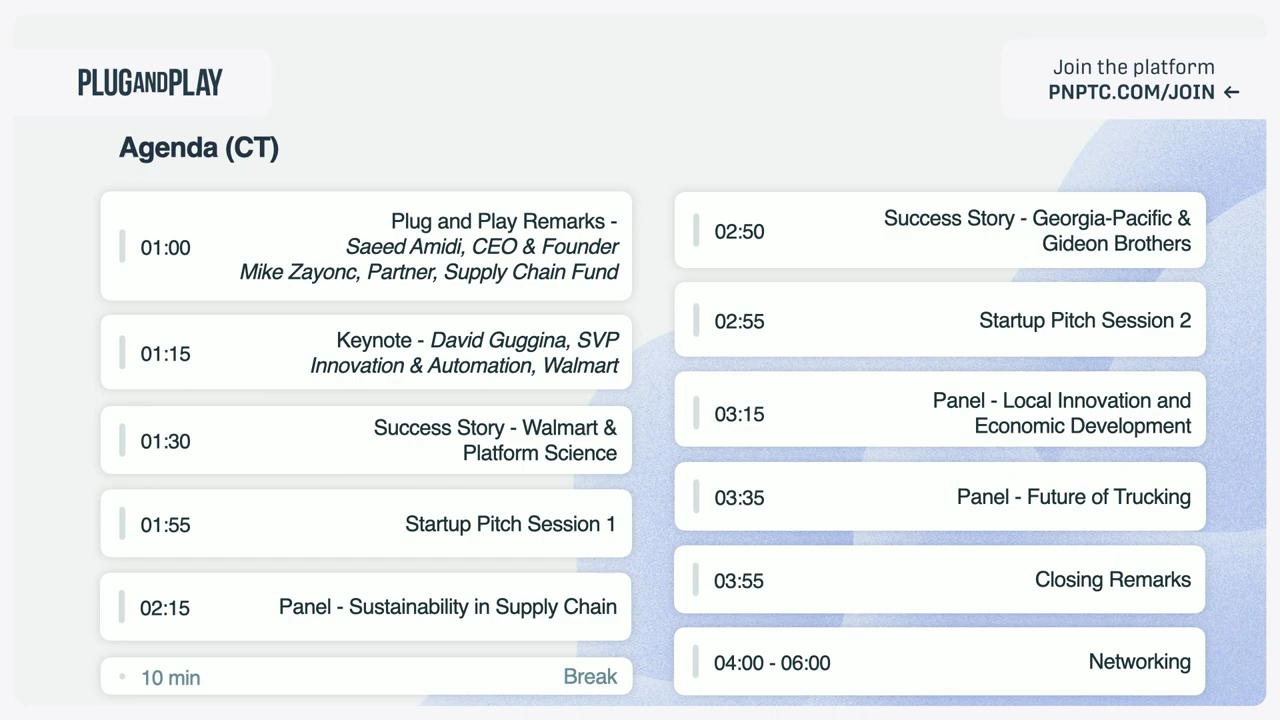 PLUGANDPLAY
Join the platform
PNPTC.COM/JOIN ←
Agenda (CT)
01:00
Plug and Play Remarks -
Saeed Amidi, CEO & Founder
Mike Zayonc, Partner, Supply Chain Fund
01:15
Keynote - David Guggina, SVP
Innovation & Automation, Walmart
01:30
Success Story - Walmart &
Platform Science
01:55
Startup Pitch Session 1
02:15
Panel - Sustainability in Supply Chain
10 min
Break
02:50
Success Story - Georgia-Pacific &
Gideon Brothers
02:55
Startup Pitch Session 2
03:15
Panel - Local Innovation and
Economic Development
03:35
Panel - Future of Trucking
03:55
Closing Remarks
04:00 - 06:00
Networking